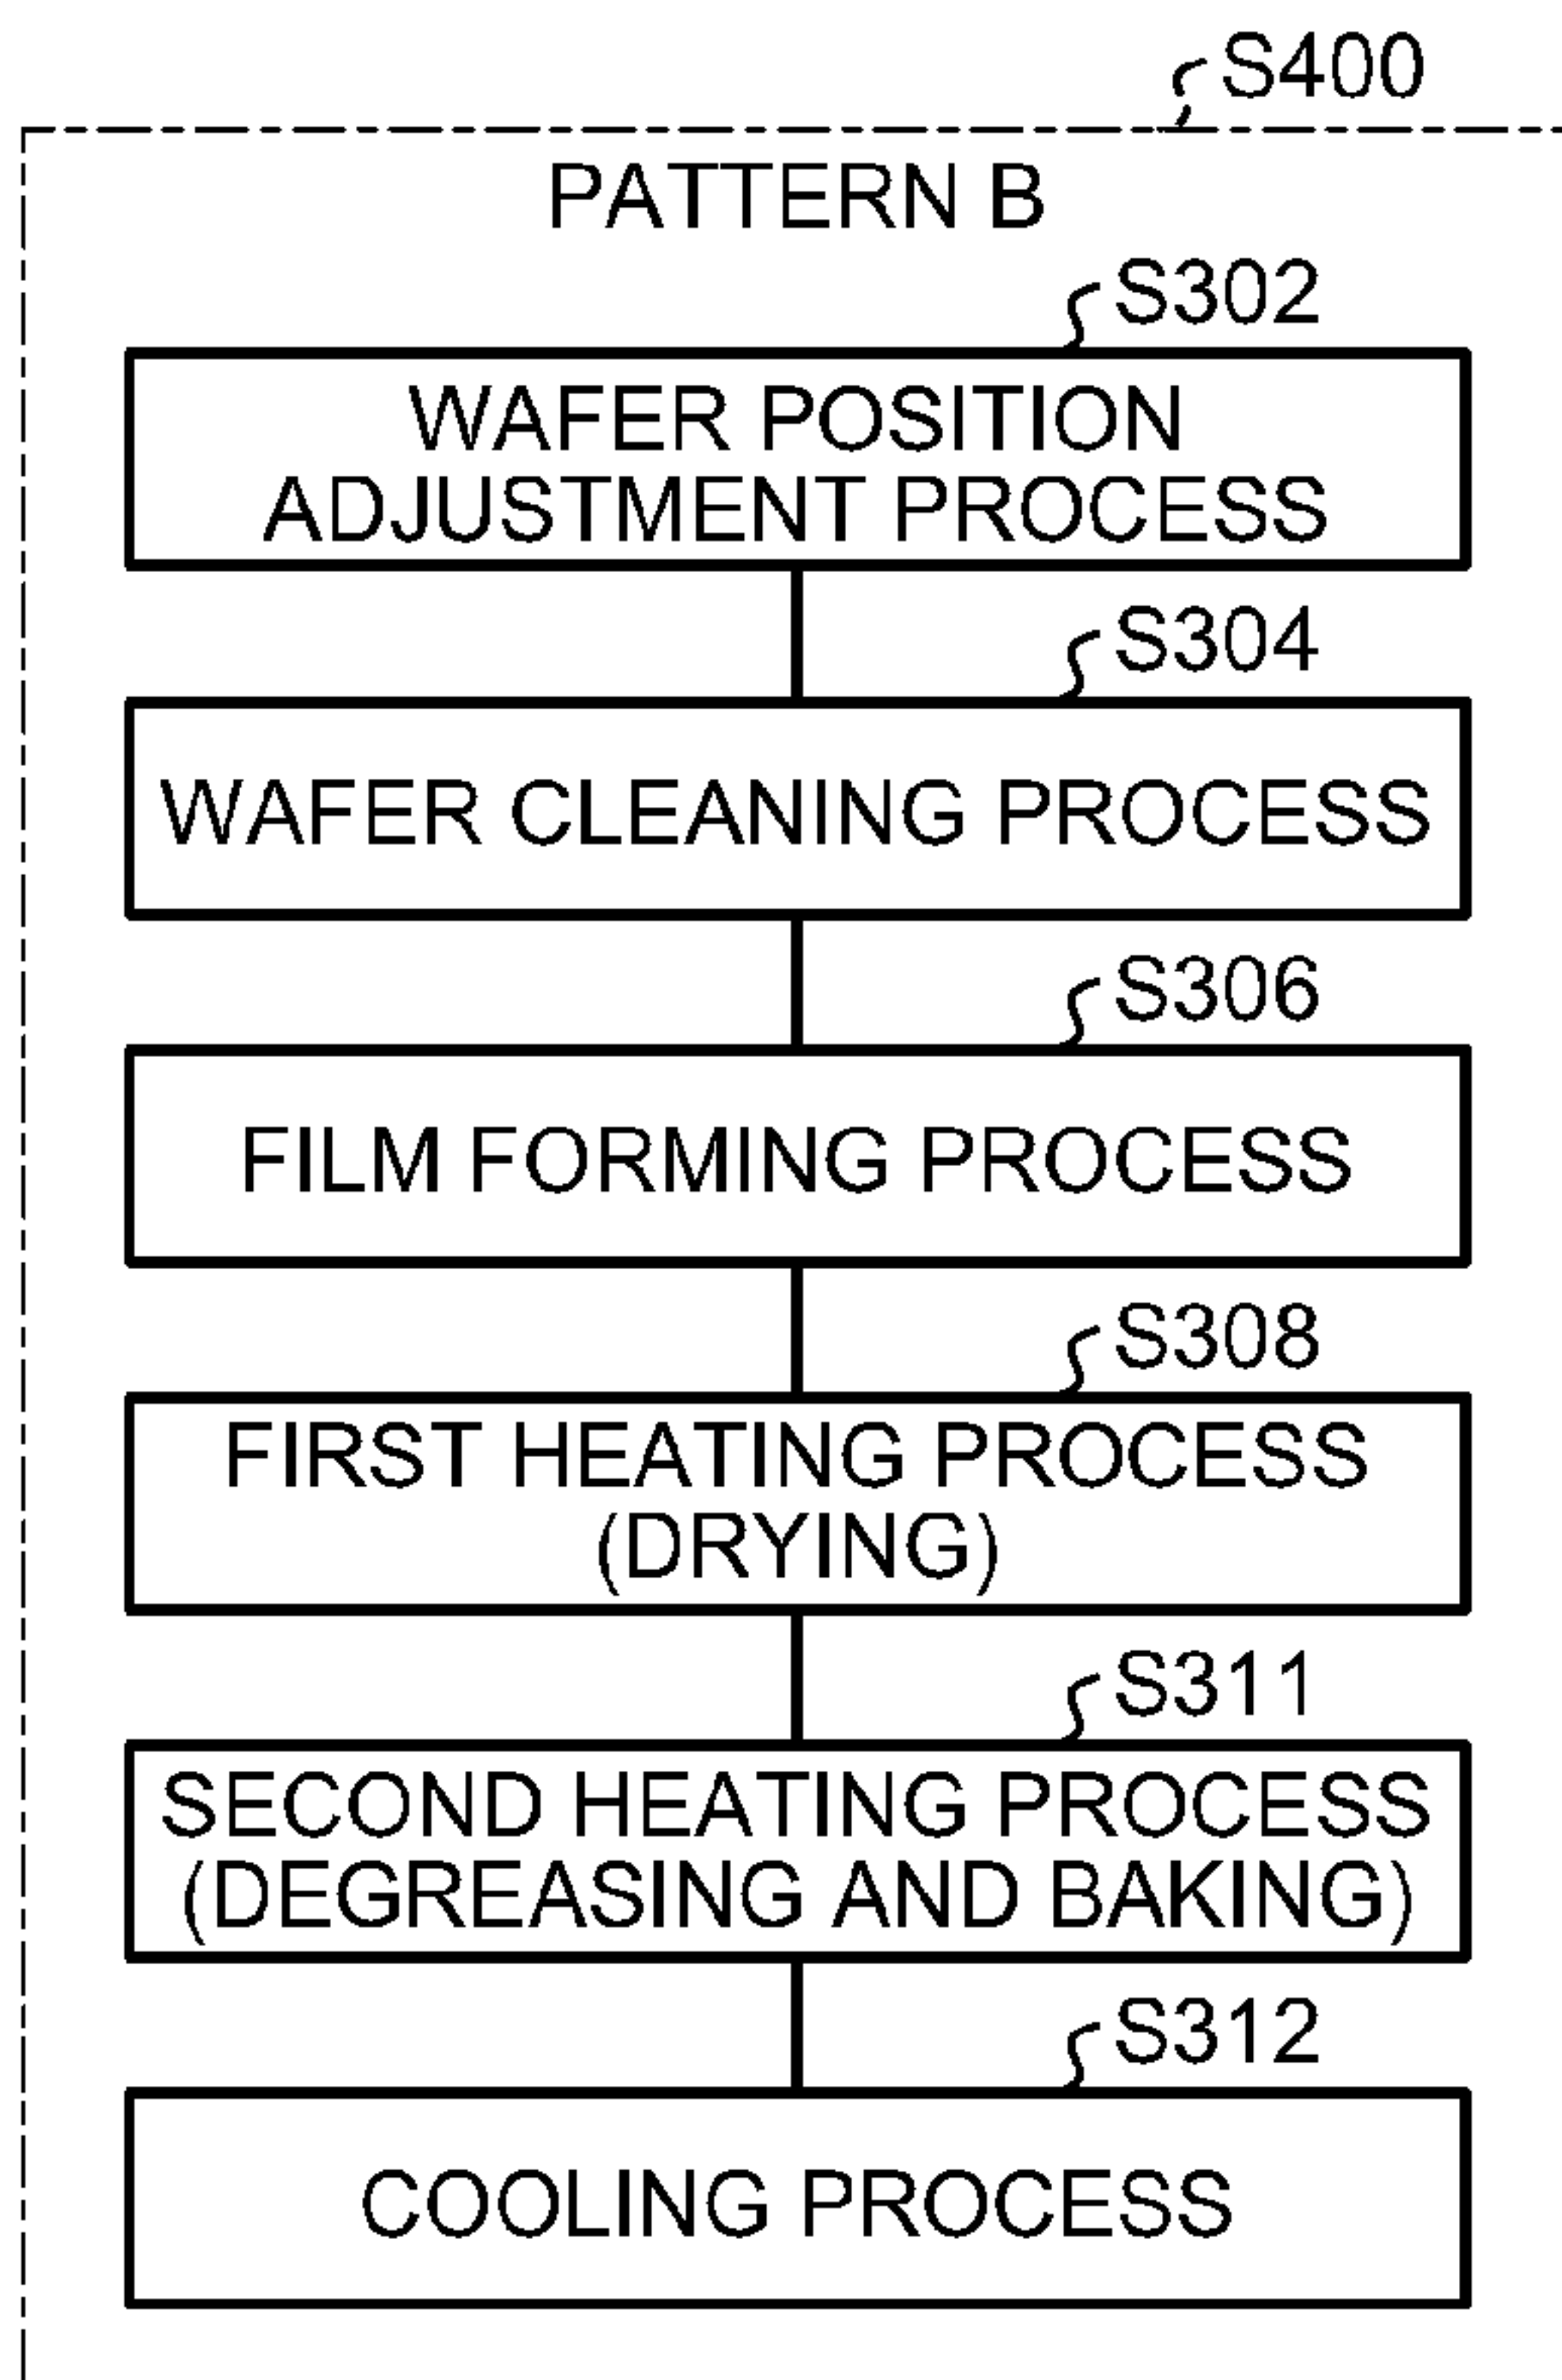 S400
PATTERN B
S302
WAFER POSITION
ADJUSTMENT PROCESS
S304
WAFER CLEANING PROCESS
S306
FILM FORMING PROCESS
S308
FIRST HEATING PROCESS
(DRYING)
S311
SECOND HEATING PROCESS
(DEGREASING AND BAKING)
S312
COOLING PROCESS